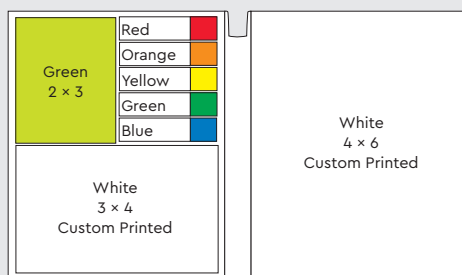 Green
2 × 3
Red
Orange
Yellow
Green
Blue
White
3 × 4
Custom Printed
White
4 × 6
Custom Printed